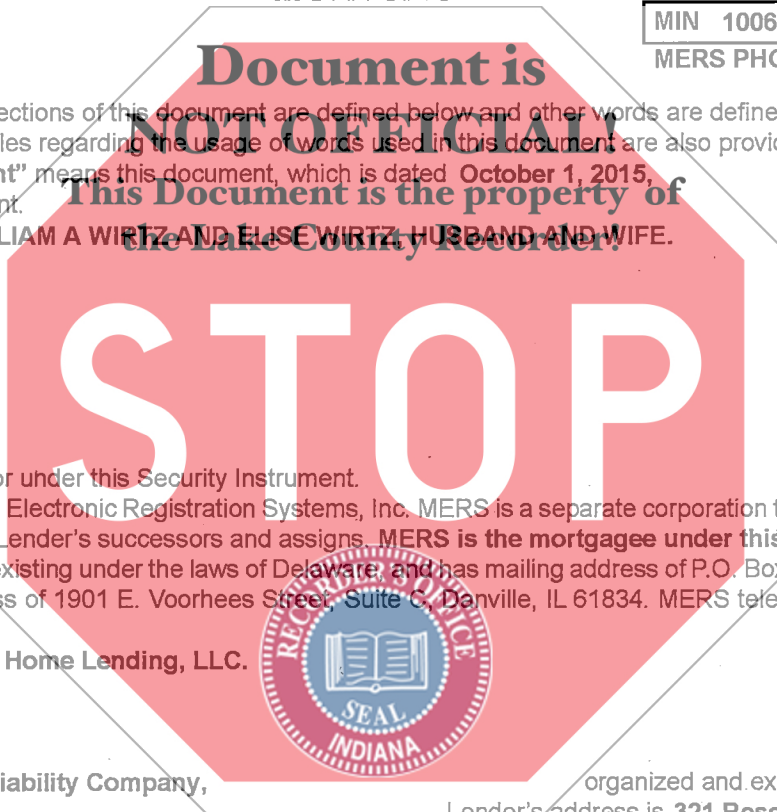 MIN 1006
MERS PHO
Document is
ections of this document are defined below and other words are define
NOT OFFICIAL!
les regarding the usage of words used in this document are also provid
nt" means this document, which is dated October 1, 2015,
This Document is the property of
nt.
LIAM A WIRTZ AND ELISE WIRTZ, HUSBAND AND WIFE.
the Lake County Recorder!
STOP
or under this Security Instrument.
Electronic Registration Systems, Inc. MERS is a separate corporation t
Lender's successors and assigns. MERS is the mortgagee under this
existing under the laws of Delaware, and has mailing address of P.O. Box
ss of 1901 E. Voorhees Street, Suite C, Danville, IL 61834. MERS tele
RECORDER'S OFFICE
Home Lending, LLC.
SEAL
INDIANA
iability Company,
organized and ex
Lender's address is 321 Rese